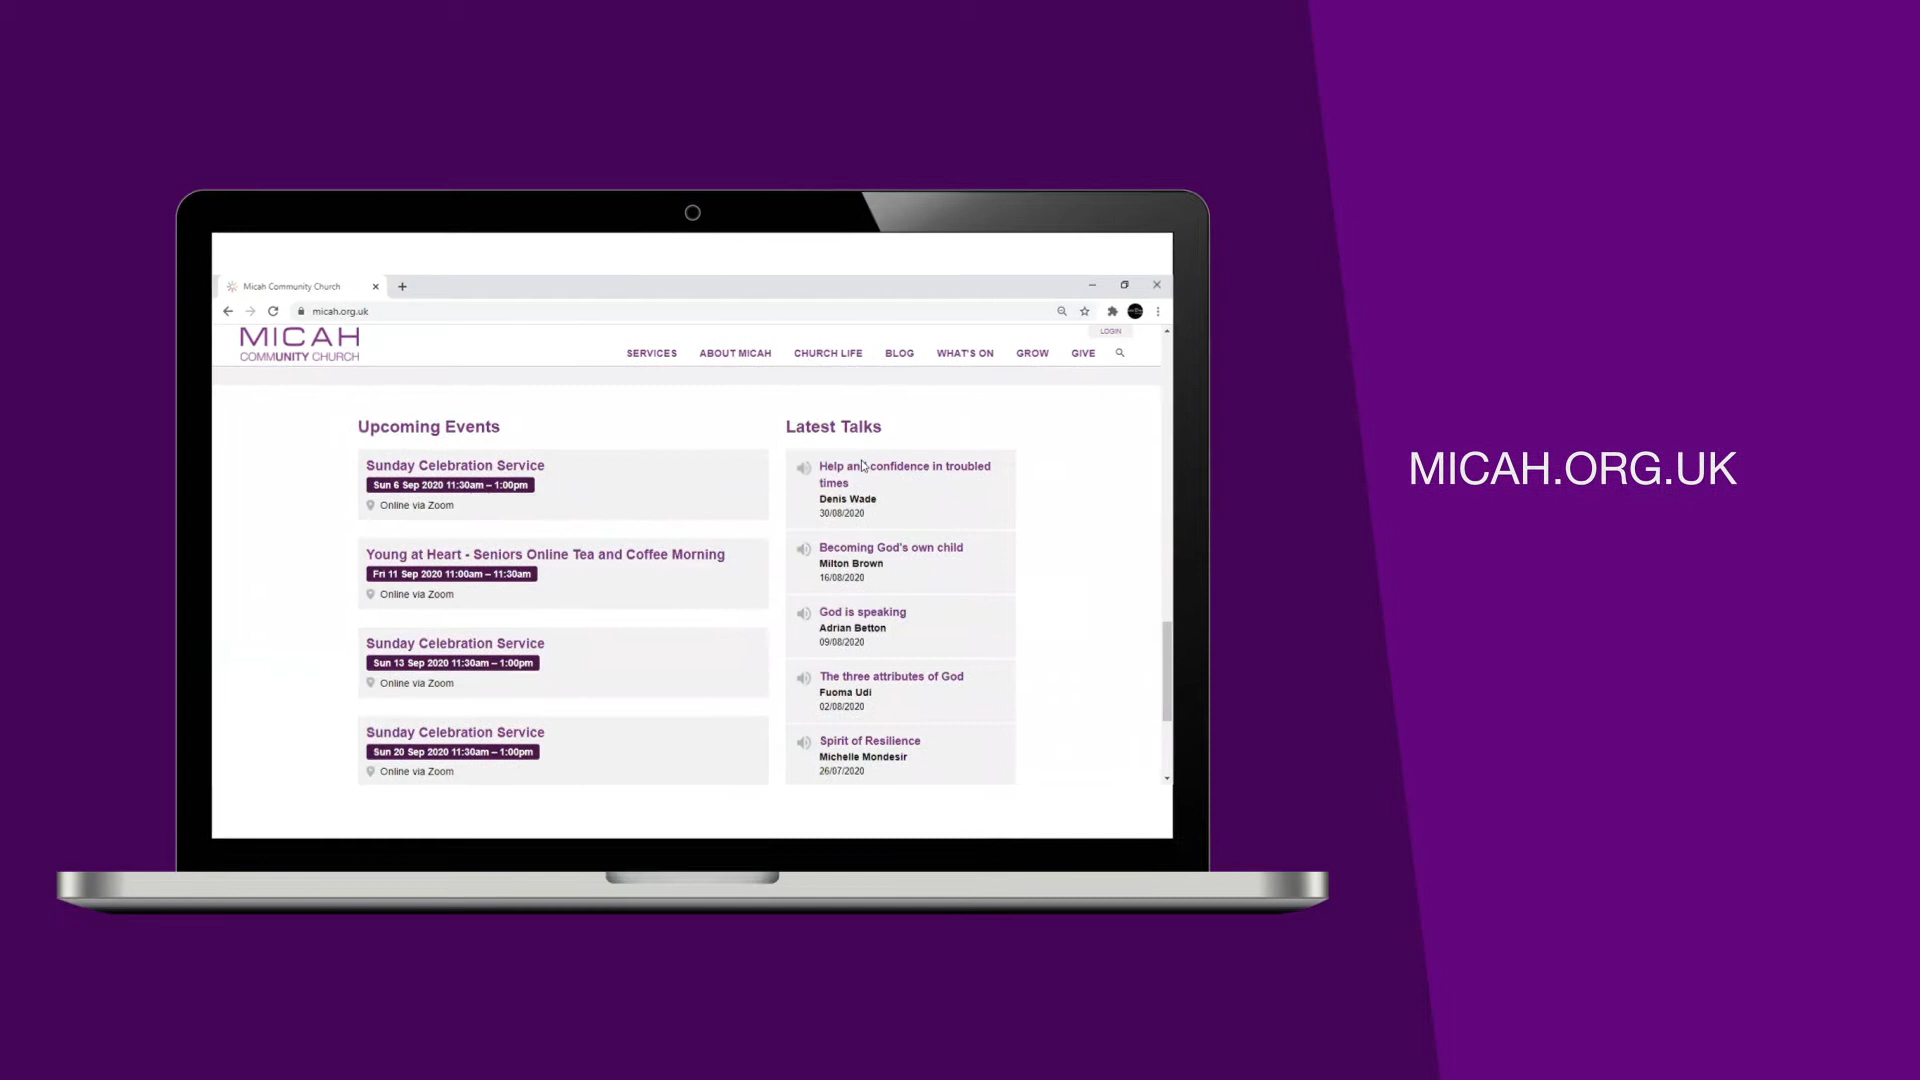 Micah Community Church
micah.org.uk
MICAH
COMMUNITY CHURCH
LOGIN
SERVICES ABOUT MICAH CHURCH LIFE BLOG WHAT'S ON GROW GIVE
Upcoming Events
Sunday Celebration Service
Sun 6 Sep 2020 11:30am – 1:00pm
Online via Zoom
Young at Heart - Seniors Online Tea and Coffee Morning
Fri 11 Sep 2020 11:00am – 11:30am
Online via Zoom
Sunday Celebration Service
Sun 13 Sep 2020 11:30am – 1:00pm
Online via Zoom
Sunday Celebration Service
Sun 20 Sep 2020 11:30am – 1:00pm
Online via Zoom
Latest Talks
Help and confidence in troubled
times
Denis Wade
30/08/2020
Becoming God's own child
Milton Brown
16/08/2020
God is speaking
Adrian Betton
09/08/2020
The three attributes of God
Fuoma Udi
02/08/2020
Spirit of Resilience
Michelle Mondesir
26/07/2020
MICAH.ORG.UK